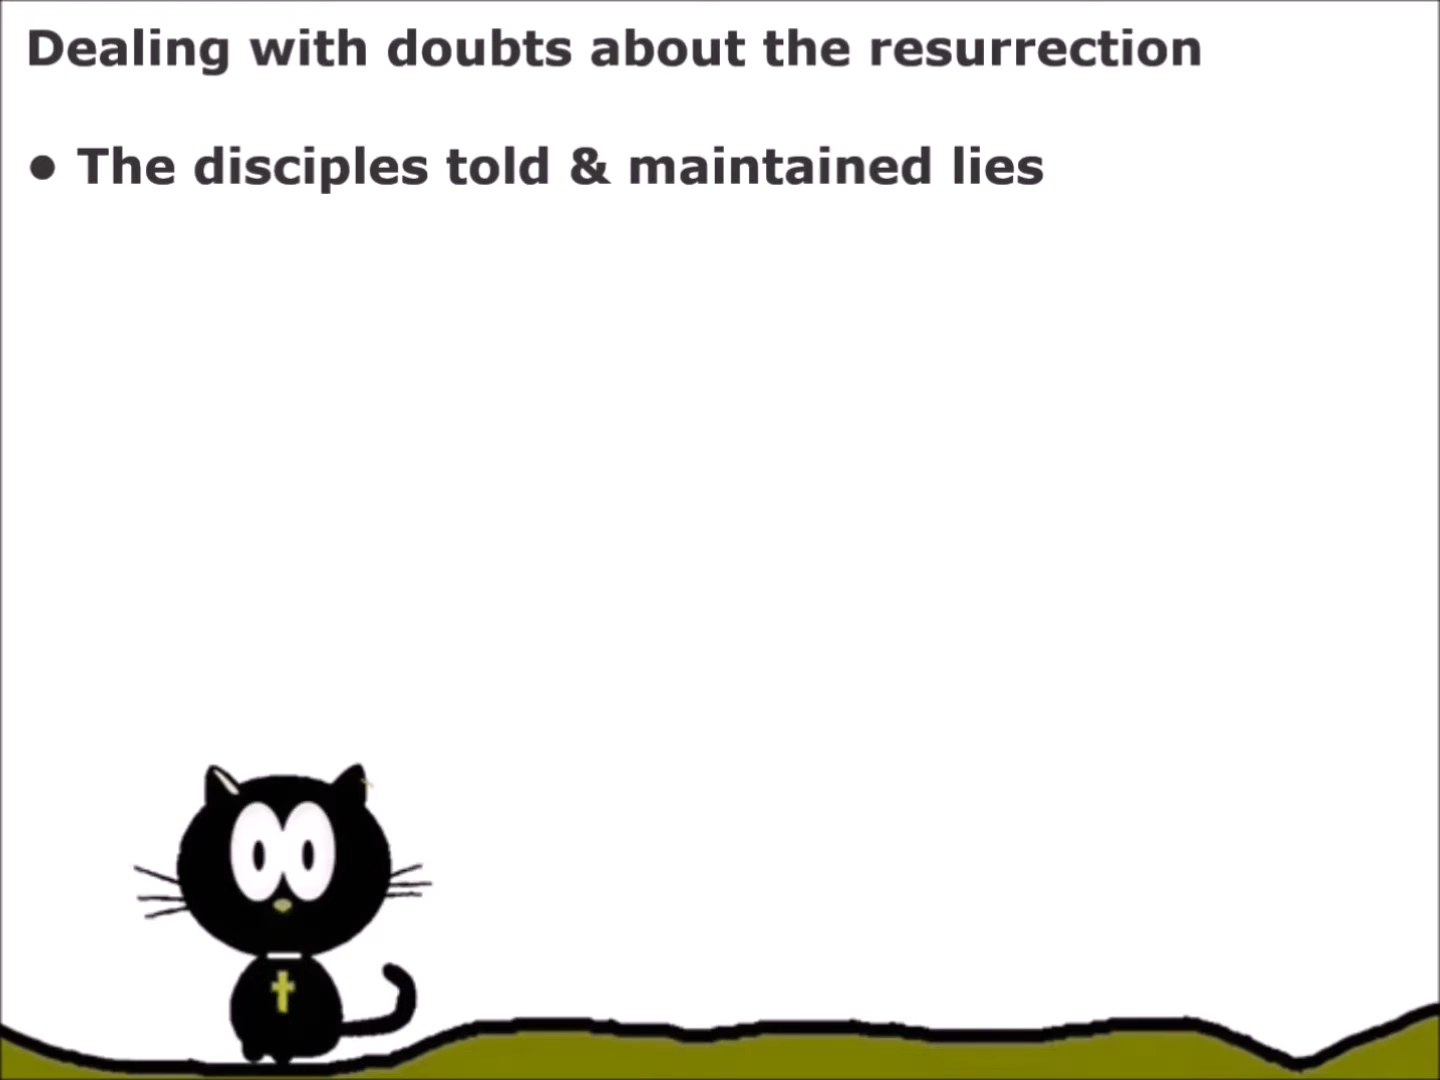 Dealing with doubts about the resurrection
• The disciples told & maintained lies